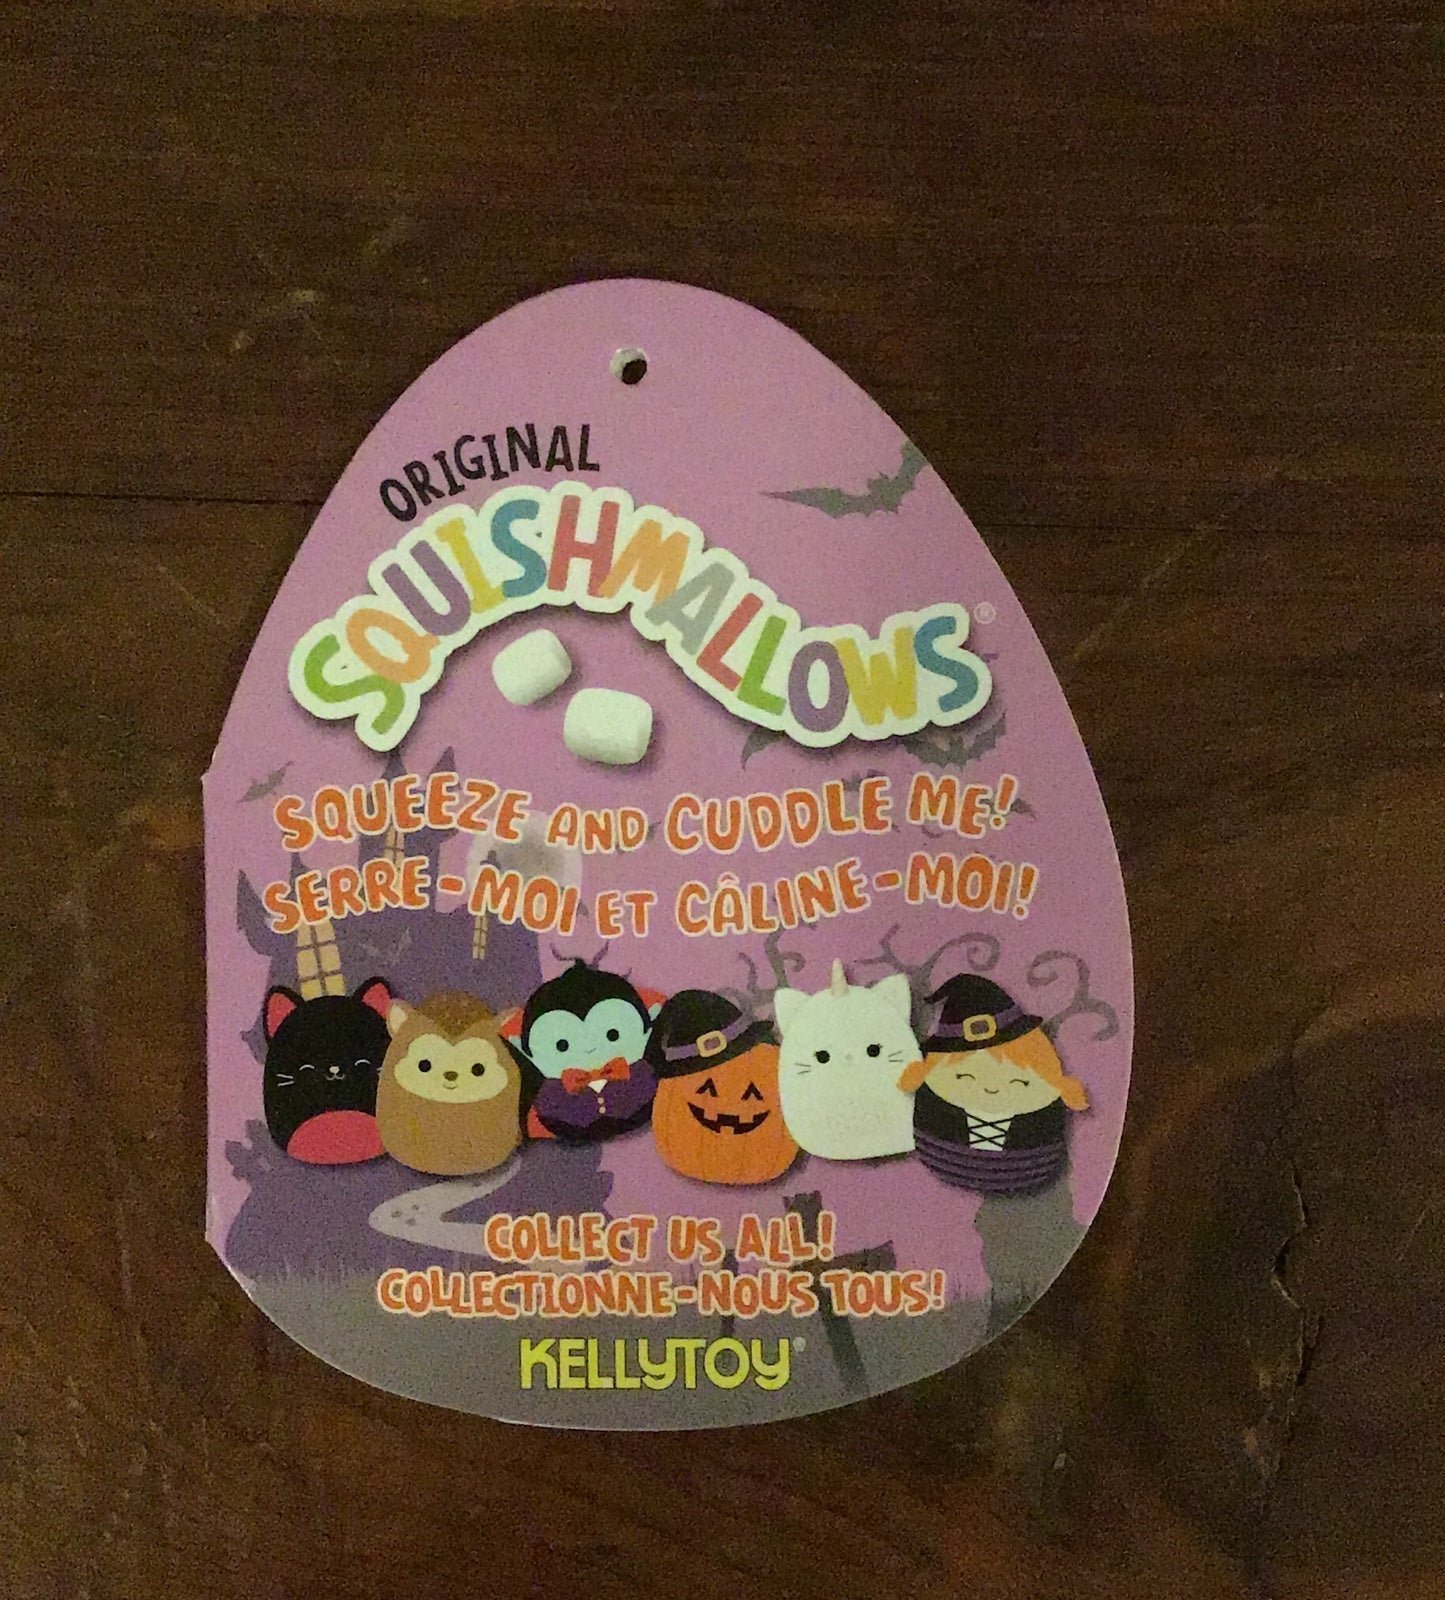 ORIGINAL
SQUISHMALLOWS®
SQUEEZE AND CUDDLE ME!
SERRE-MOI ET CÂLINE-MOI!
COLLECT US ALL!
COLLECTIONNE-NOUS TOUS!
KELLYTOY®